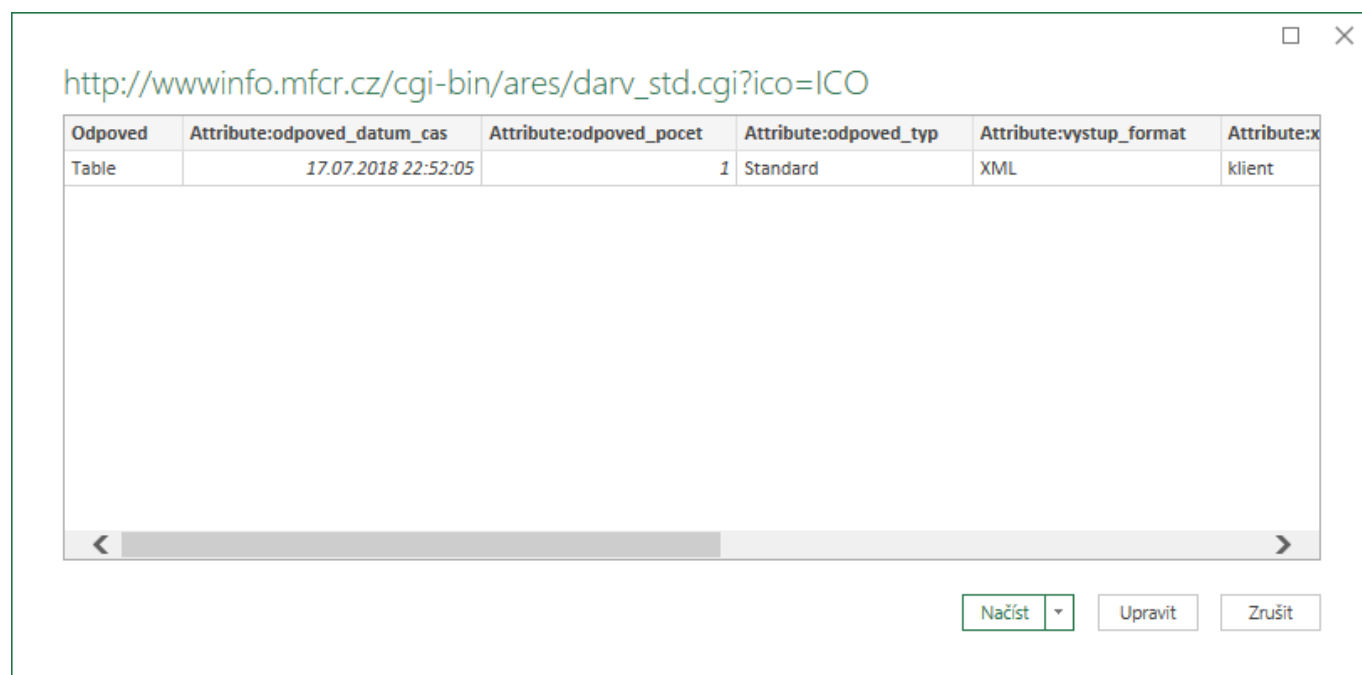 http://wwwinfo.mfcr.cz/cgi-bin/ares/darv_std.cgi?ico=ICO
Odpoved Attribute:odpoved_datum_cas Attribute:odpoved_pocet Attribute:odpoved_typ Attribute:vystup_format Attribute:x
Table 17.07.2018 22:52:05 1 Standard XML klient
Načíst Upravit Zrušit